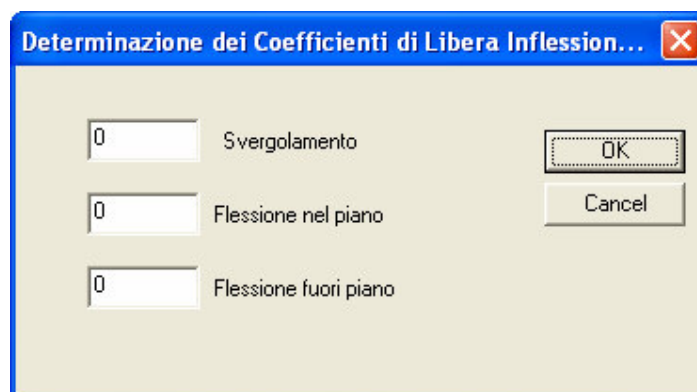 Determinazione dei Coefficienti di Libera Inflession...
0 Svergolamento
OK
0 Flessione nel piano
Cancel
0 Flessione fuori piano